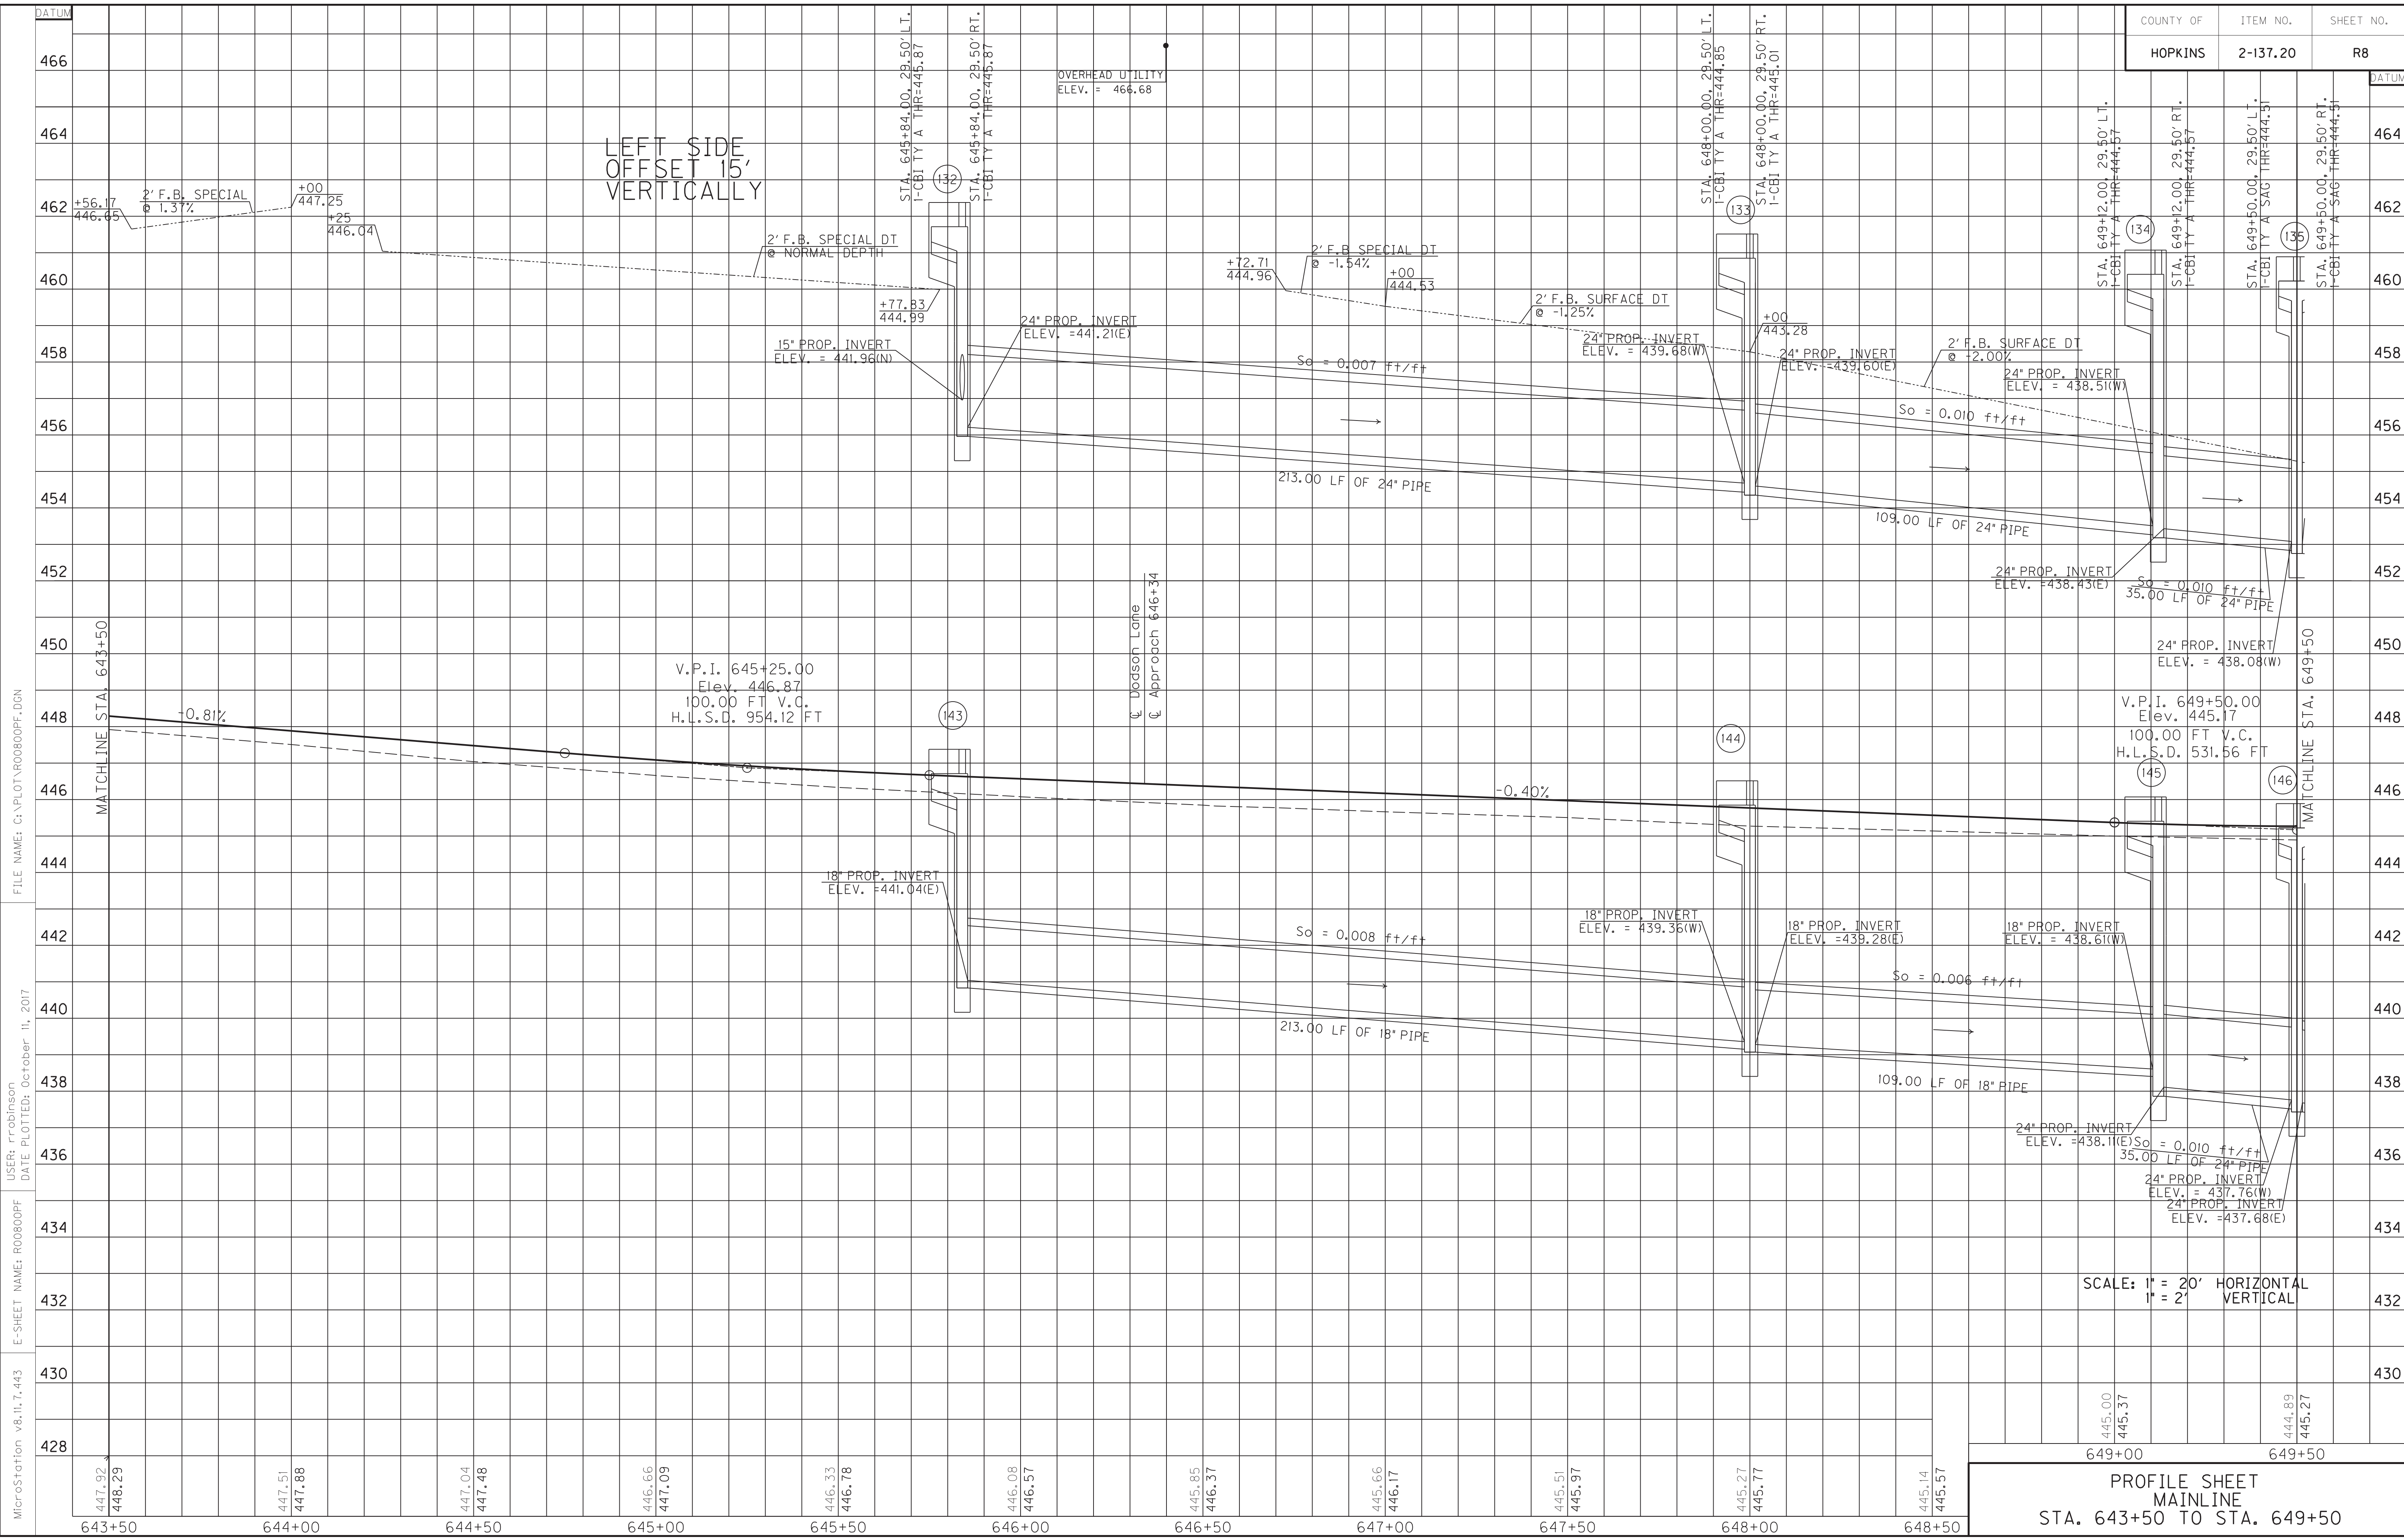 DATUM
COUNTY OF
ITEM NO.
SHEET NO.
HOPKINS
2-137.20
R8
DATUM
466
464
462
460
458
456
454
452
450
448
446
444
442
440
438
436
434
432
430
428
464
462
460
458
456
454
452
450
448
446
444
442
440
438
436
434
432
430
STA. 645+84.00, 29.50' LT.
1-CBI TY A THR=445.87
STA. 645+84.00, 29.50' RT.
1-CBI TY A THR=445.87
OVERHEAD UTILITY
ELEV. = 466.68
STA. 648+00.00, 29.50' LT.
1-CBI TY A THR=444.85
STA. 648+00.00, 29.50' RT.
1-CBI TY A THR=445.01
STA. 649+12.00, 29.50' LT.
1-CBI TY A THR=444.57
STA. 649+12.00, 29.50' RT.
1-CBI TY A THR=444.57
STA. 649+50.00, 29.50' LT.
1-CBI TY A SAG THR=444.51
STA. 649+50.00, 29.50' RT.
1-CBI TY A SAG THR=444.51
LEFT SIDE
OFFSET 15'
VERTICALLY
132
133
134
135
+56.17
446.65
2' F.B. SPECIAL
@ 1.37%
+00
447.25
+25
446.04
2' F.B. SPECIAL DT
@ NORMAL DEPTH
+77.83
444.99
15" PROP. INVERT
ELEV. = 441.96(N)
24" PROP. INVERT
ELEV. =441.21(E)
+72.71
444.96
2' F.B. SPECIAL DT
@ -1.54%
+00
444.53
2' F.B. SURFACE DT
@ -1.25%
24" PROP. INVERT
ELEV. = 439.68(W)
+00
443.28
24" PROP. INVERT
ELEV. =439.60(E)
2' F.B. SURFACE DT
@ -2.00%
24" PROP. INVERT
ELEV. = 438.51(W)
So = 0.007 ft/ft
213.00 LF OF 24" PIPE
So = 0.010 ft/ft
109.00 LF OF 24" PIPE
24" PROP. INVERT
ELEV. =438.43(E)
So = 0.010 ft/ft
35.00 LF OF 24" PIPE
24" PROP. INVERT
ELEV. = 438.08(W)
MATCHLINE STA. 643+50
-0.81%
V.P.I. 645+25.00
Elev. 446.87
100.00 FT V.C.
H.L.S.D. 954.12 FT
℄ Dodson Lane
℄ Approach 646+34
143
144
-0.40%
V.P.I. 649+50.00
Elev. 445.17
100.00 FT V.C.
H.L.S.D. 531.56 FT
145
146
MATCHLINE STA. 649+50
18" PROP. INVERT
ELEV. =441.04(E)
So = 0.008 ft/ft
213.00 LF OF 18" PIPE
18" PROP. INVERT
ELEV. = 439.36(W)
18" PROP. INVERT
ELEV. =439.28(E)
18" PROP. INVERT
ELEV. = 438.61(W)
So = 0.006 ft/ft
109.00 LF OF 18" PIPE
24" PROP. INVERT
ELEV. =438.11(E)
So = 0.010 ft/ft
35.00 LF OF 24" PIPE
24" PROP. INVERT
ELEV. = 437.76(W)
24" PROP. INVERT
ELEV. =437.68(E)
SCALE: 1" = 20' HORIZONTAL
1" = 2' VERTICAL
447.92
448.29
447.51
447.88
447.04
447.48
446.66
447.09
446.33
446.78
446.08
446.57
445.85
446.37
445.66
446.17
445.51
445.97
445.27
445.77
445.14
445.57
445.00
445.37
444.89
445.27
643+50
644+00
644+50
645+00
645+50
646+00
646+50
647+00
647+50
648+00
648+50
649+00
649+50
PROFILE SHEET
MAINLINE
STA. 643+50 TO STA. 649+50
FILE NAME: C:\PLOT\R00800PF.DGN
USER: rrobinson
DATE PLOTTED: October 11, 2017
E-SHEET NAME: R00800PF
MicroStation v8.11.7.443